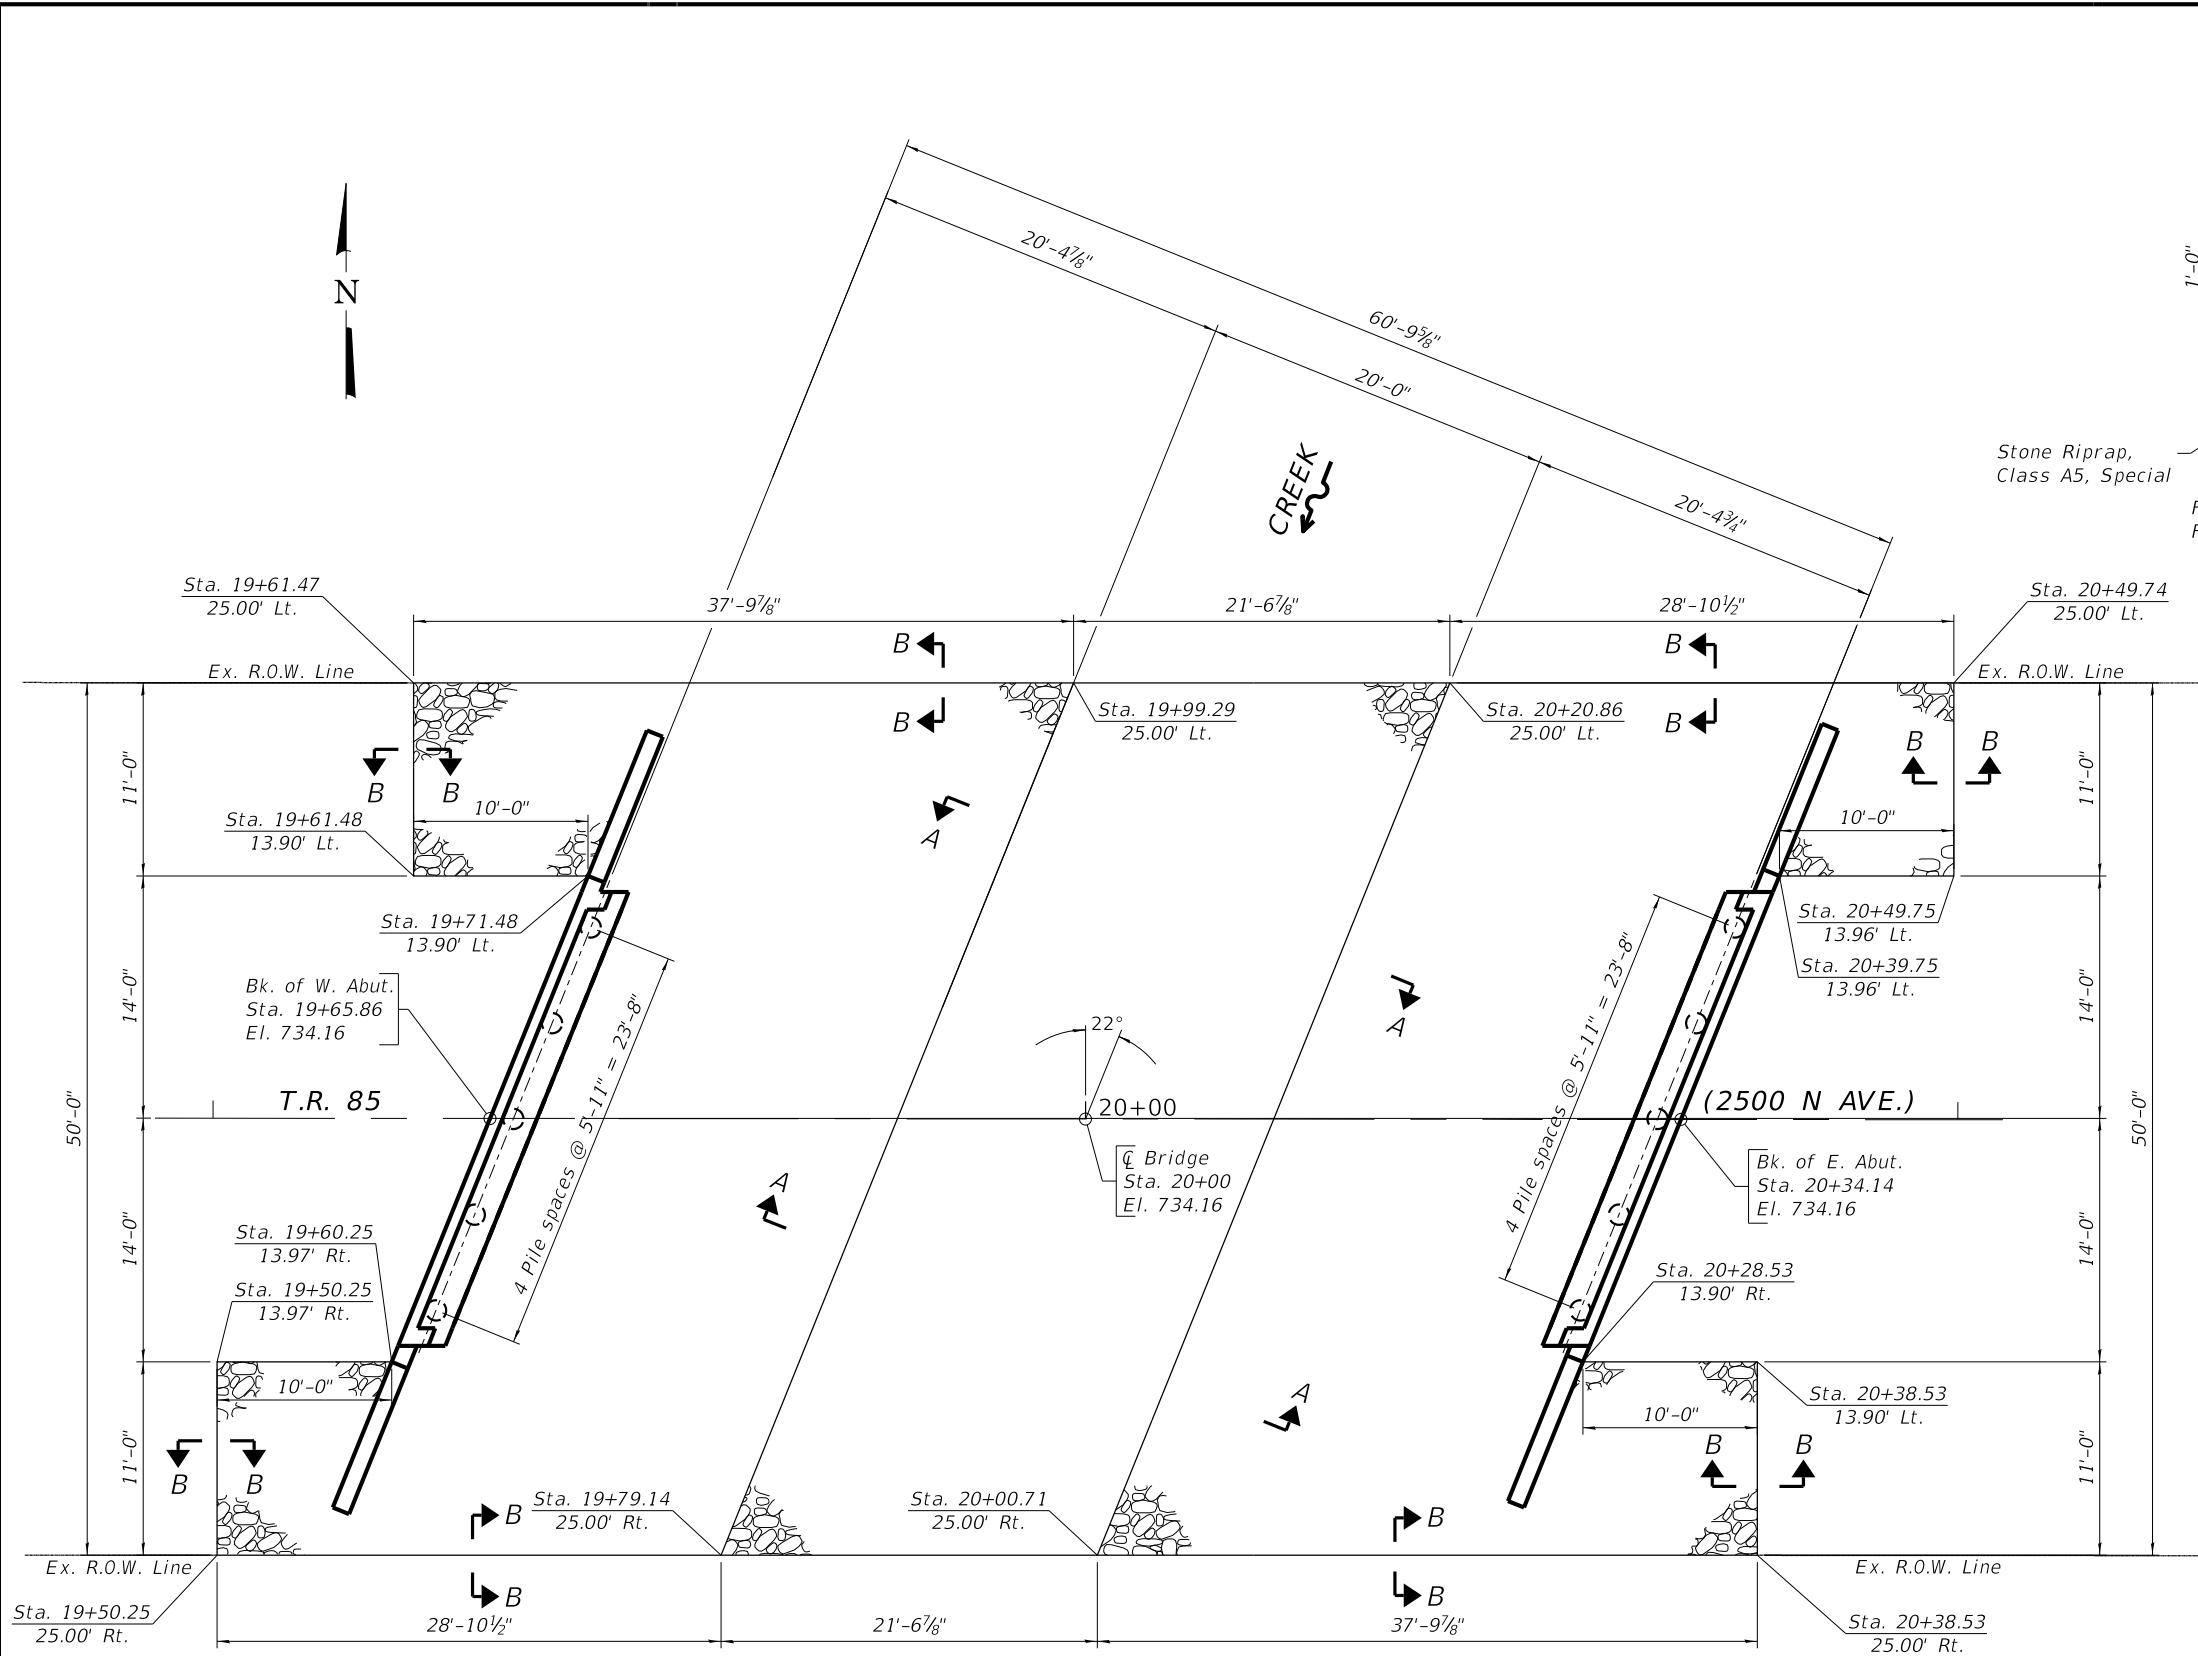 N
20'-4⅞"
60'-9⅝"
20'-0"
20'-4¾"
1'-0"
CREEK
Stone Riprap,
Class A5, Special
F
F
Sta. 19+61.47
25.00' Lt.
37'-9⅞"
21'-6⅞"
28'-10½"
Sta. 20+49.74
25.00' Lt.
B
B
Ex. R.O.W. Line
Ex. R.O.W. Line
B
B
Sta. 19+99.29
25.00' Lt.
Sta. 20+20.86
25.00' Lt.
B
B
B
B
11'-0"
11'-0"
10'-0"
10'-0"
Sta. 19+61.48
13.90' Lt.
A
Sta. 19+71.48
13.90' Lt.
Sta. 20+49.75
13.96' Lt.
Sta. 20+39.75
13.96' Lt.
14'-0"
14'-0"
Bk. of W. Abut.
Sta. 19+65.86
El. 734.16
A
22°
4 Pile spaces @ 5'-11" = 23'-8"
4 Pile spaces @ 5'-11" = 23'-8"
50'-0"
50'-0"
T.R. 85
20+00
(2500 N AVE.)
℄ Bridge
Sta. 20+00
El. 734.16
Bk. of E. Abut.
Sta. 20+34.14
El. 734.16
A
14'-0"
14'-0"
Sta. 19+60.25
13.97' Rt.
Sta. 19+50.25
13.97' Rt.
Sta. 20+28.53
13.90' Rt.
10'-0"
A
10'-0"
Sta. 20+38.53
13.90' Lt.
11'-0"
11'-0"
B
B
B
B
Sta. 19+79.14
25.00' Rt.
Sta. 20+00.71
25.00' Rt.
B
B
Ex. R.O.W. Line
Ex. R.O.W. Line
B
B
Sta. 19+50.25
25.00' Rt.
28'-10½"
21'-6⅞"
37'-9⅞"
Sta. 20+38.53
25.00' Rt.